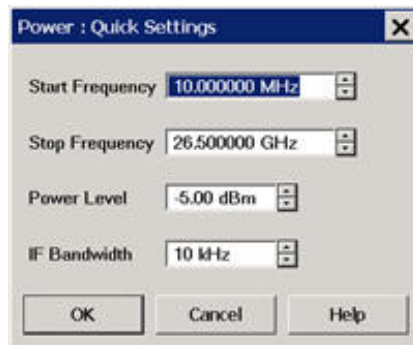 Power : Quick Settings
Start Frequency 10.000000 MHz
Stop Frequency 26.500000 GHz
Power Level -5.00 dBm
IF Bandwidth 10 kHz
OK Cancel Help